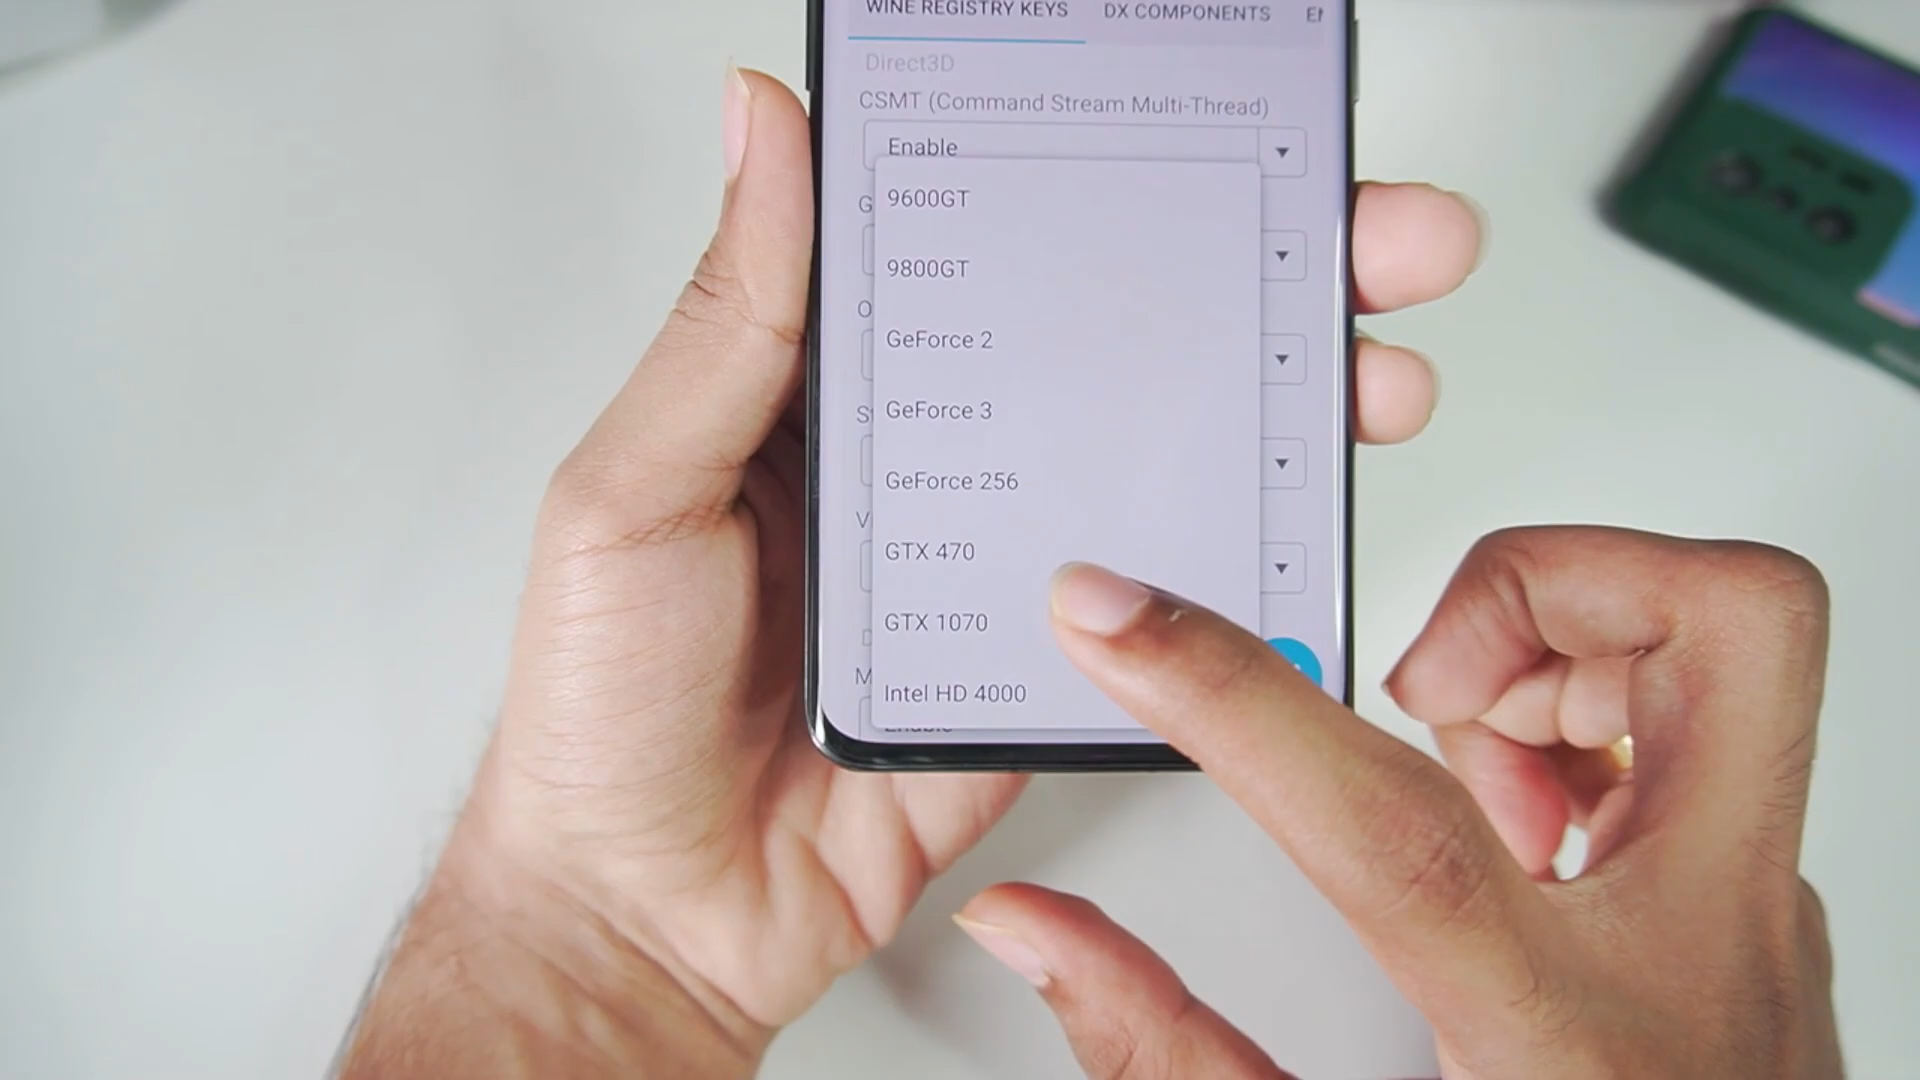 WINE REGISTRY KEYS DX COMPONENTS
Direct3D
CSMT (Command Stream Multi-Thread)
Enable
9600GT
9800GT
GeForce 2
GeForce 3
GeForce 256
GTX 470
GTX 1070
Intel HD 4000
Enable